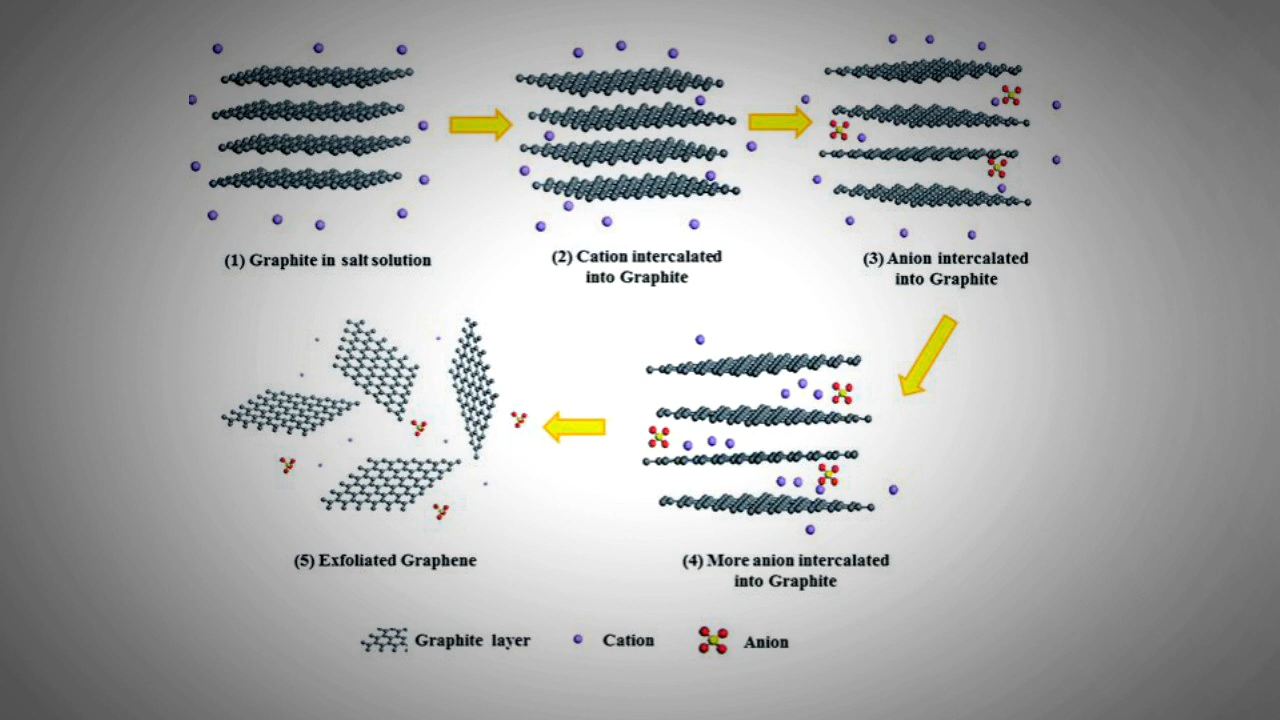 (1) Graphite in salt solution
(2) Cation intercalated
into Graphite
(3) Anion intercalated
into Graphite
(5) Exfoliated Graphene
(4) More anion intercalated
into Graphite
Graphite layer
Cation
Anion